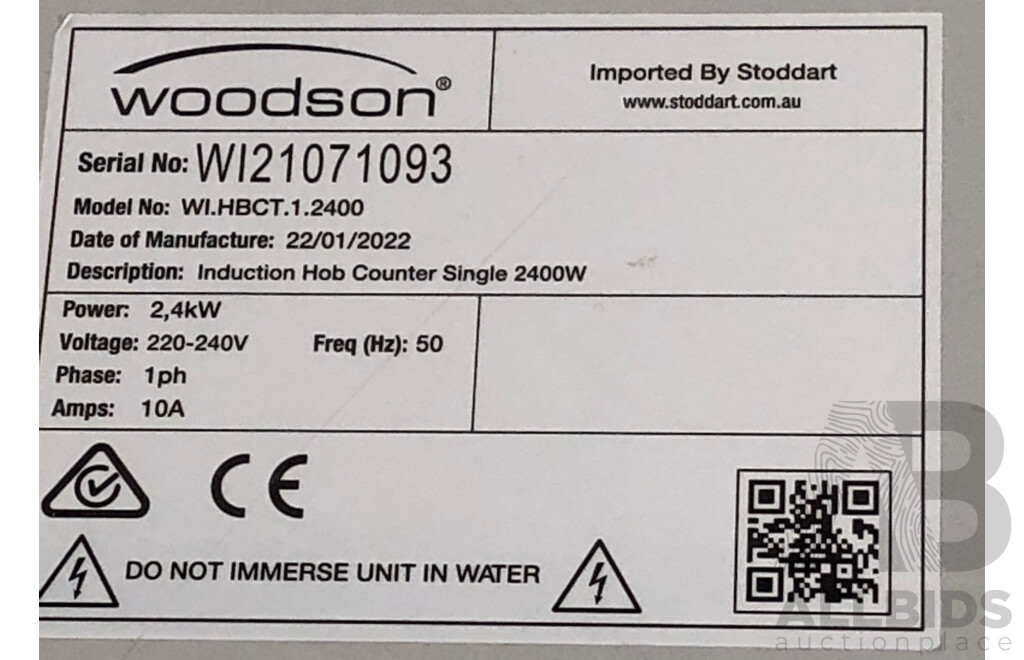 woodson®
Imported By Stoddart
www.stoddart.com.au
Serial No: WI21071093
Model No: WI.HBCT.1.2400
Date of Manufacture: 22/01/2022
Description: Induction Hob Counter Single 2400W
Power: 2,4kW
Voltage: 220-240V Freq (Hz): 50
Phase: 1ph
Amps: 10A
CE
DO NOT IMMERSE UNIT IN WATER
AB
ALLBIDS
auctionplace